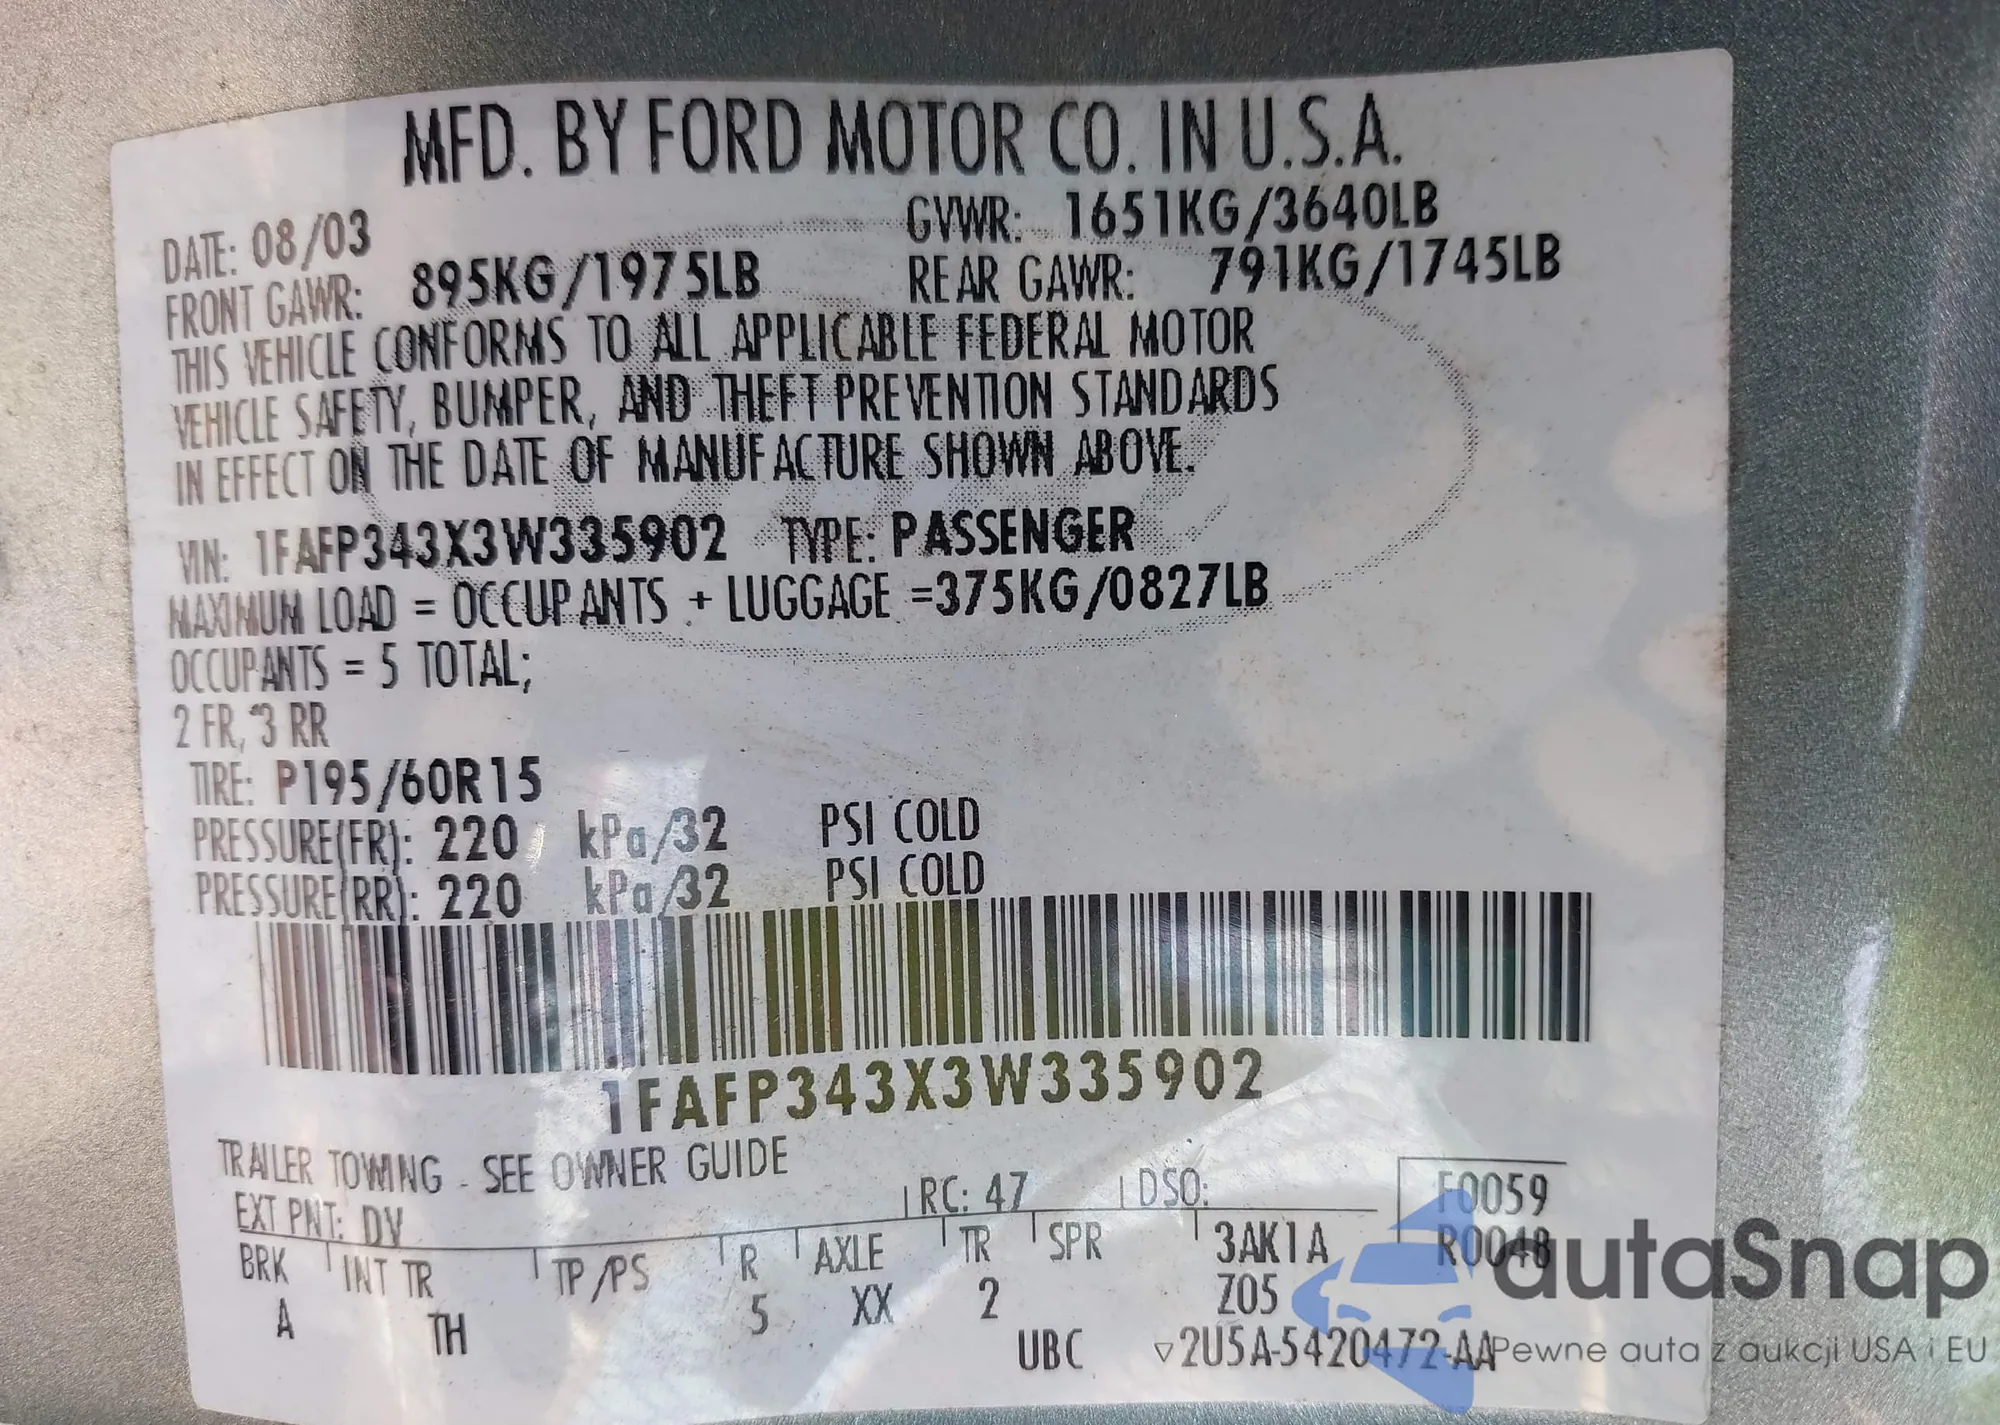 MFD. BY FORD MOTOR CO. IN U.S.A.
DATE: 08/03 GVWR: 1651KG/3640LB
FRONT GAWR: 895KG/1975LB REAR GAWR: 791KG/1745LB
THIS VEHICLE CONFORMS TO ALL APPLICABLE FEDERAL MOTOR
VEHICLE SAFETY, BUMPER, AND THEFT PREVENTION STANDARDS
IN EFFECT ON THE DATE OF MANUFACTURE SHOWN ABOVE.
VIN: 1FAFP343X3W335902 TYPE: PASSENGER
MAXIMUM LOAD = OCCUPANTS + LUGGAGE =375KG/0827LB
OCCUPANTS = 5 TOTAL;
2 FR, 3 RR
TIRE: P195/60R15
PRESSURE(FR): 220 kPa/32 PSI COLD
PRESSURE(RR): 220 kPa/32 PSI COLD
1FAFP343X3W335902
TRAILER TOWING - SEE OWNER GUIDE
EXT PNT: DV RC: 47 DSO: F0059
BRK INT TR TP/PS R AXLE TR SPR 3AK1A R0048
A TH 5 XX 2 Z05
UBC ▿2U5A-5420472-AA
autaSnap
Pewne auta z aukcji USA i EU